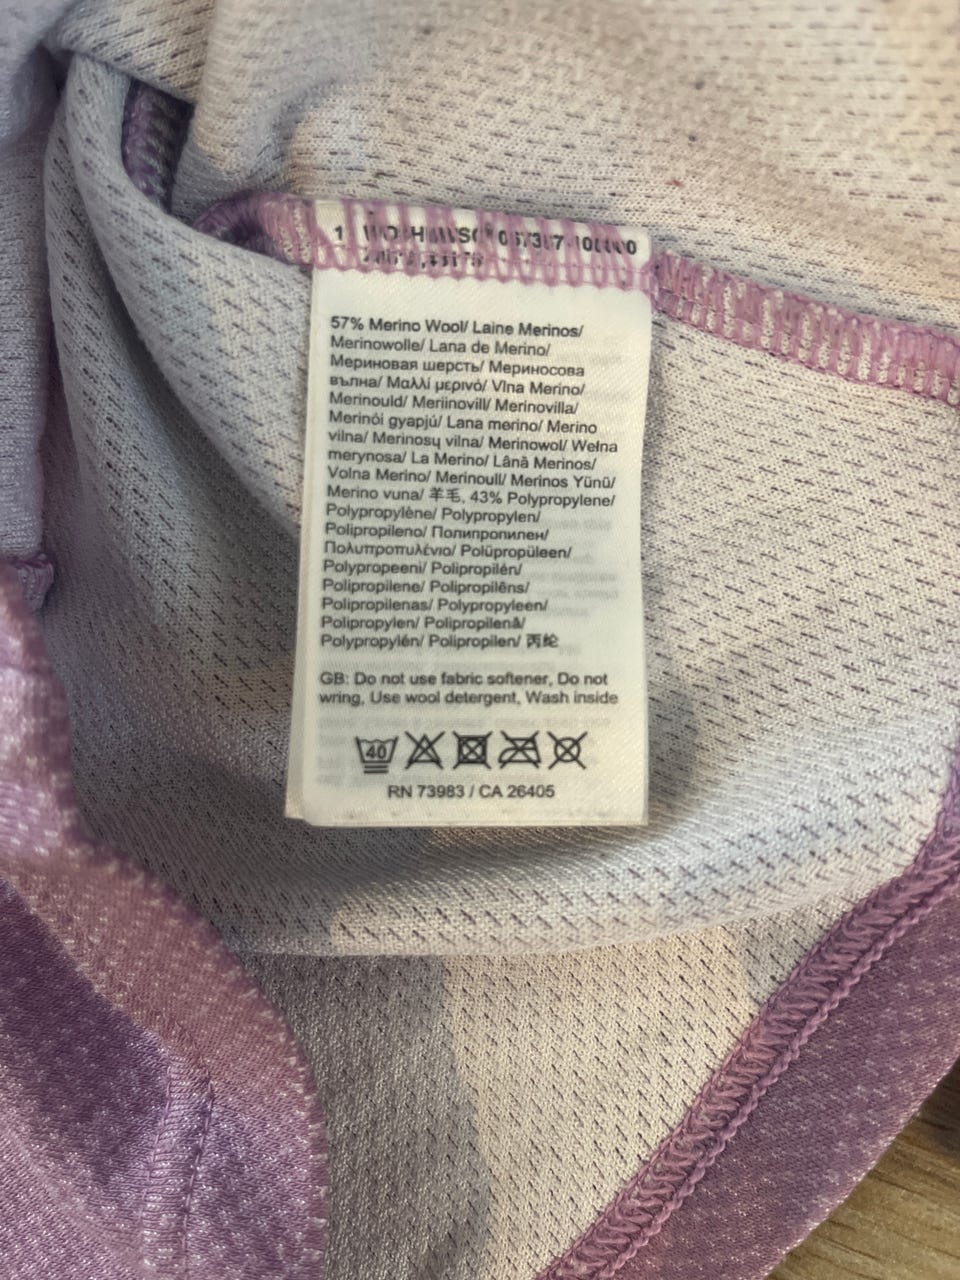 57% Merino Wool/ Laine Merinos/
Merinowolle/ Lana de Merino/
Мериновая шерсть/ Мериносова
вълна/ Μαλλί μερινό/ Vlna Merino/
Merinould/ Meriinovill/ Merinovilla/
Merinói gyapjú/ Lana merino/ Merino
vilna/ Merinosų vilna/ Merinowol/ Wełna
merynosa/ La Merino/ Lână Merinos/
Volna Merino/ Merinoull/ Merinos Yünü/
Merino vuna/ 羊毛, 43% Polypropylene/
Polypropylène/ Polypropylen/
Polipropileno/ Полипропилен/
Πολυπροπυλένιο/ Polüpropüleen/
Polypropeeni/ Polipropilén/
Polipropilene/ Polipropilēns/
Polipropilenas/ Polypropyleen/
Polipropylen/ Polipropilenă/
Polypropylén/ Polipropilen/ 丙纶
GB: Do not use fabric softener, Do not
wring, Use wool detergent, Wash inside
40
RN 73983 / CA 26405